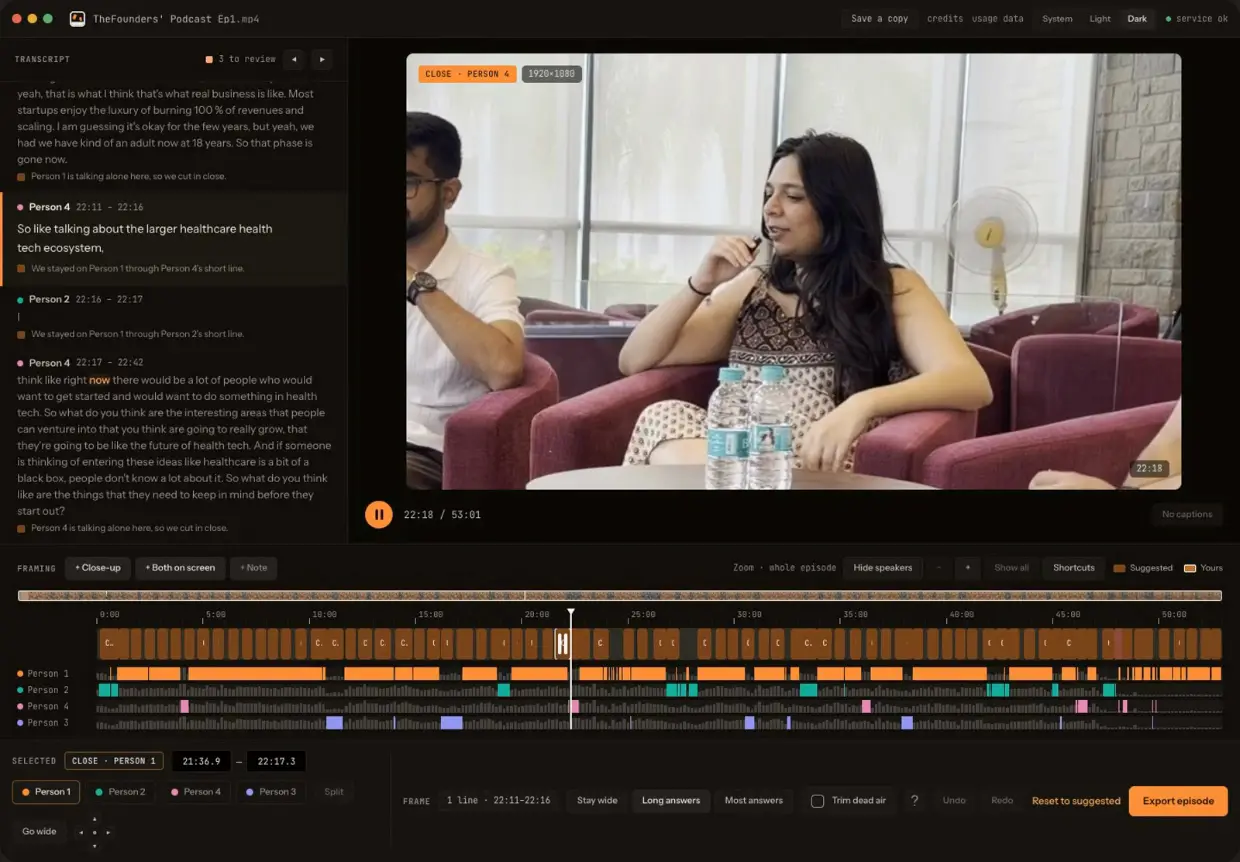 TheFounders' Podcast Ep1.mp4
Save a copy
credits
usage data
System
Light
Dark
service ok
TRANSCRIPT
3 to review
yeah, that is what I think that's what real business is like. Most
startups enjoy the luxury of burning 100 % of revenues and
scaling. I am guessing it's okay for the few years, but yeah, we
had we have kind of an adult now at 18 years. So that phase is
gone now.
Person 1 is talking alone here, so we cut in close.
Person 4 22:11 - 22:16
So like talking about the larger healthcare health
tech ecosystem,
We stayed on Person 1 through Person 4's short line.
Person 2 22:16 - 22:17
I
We stayed on Person 1 through Person 2's short line.
Person 4 22:17 - 22:42
think like right now there would be a lot of people who would
want to get started and would want to do something in health
tech. So what do you think are the interesting areas that people
can venture into that you think are going to really grow, that
they're going to be like the future of health tech. And if someone
is thinking of entering these ideas like healthcare is a bit of a
black box, people don't know a lot about it. So what do you think
like are the things that they need to keep in mind before they
start out?
Person 4 is talking alone here, so we cut in close.
CLOSE · PERSON 4
1920×1080
22:18
22:18 / 53:01
No captions
FRAMING
+ Close-up
+ Both on screen
+ Note
Zoom · whole episode
Hide speakers
-
+
Show all
Shortcuts
Suggested
Yours
0:00 5:00 10:00 15:00 20:00 25:00 30:00 35:00 40:00 45:00 50:00
Person 1
Person 2
Person 4
Person 3
SELECTED
CLOSE · PERSON 1
21:36.9 – 22:17.3
Person 1
Person 2
Person 4
Person 3
Split
Go wide
FRAME
1 line · 22:11–22:16
Stay wide
Long answers
Most answers
Trim dead air
?
Undo
Redo
Reset to suggested
Export episode